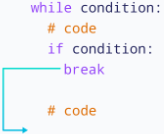 while condition:
# code
if condition:
break
# code